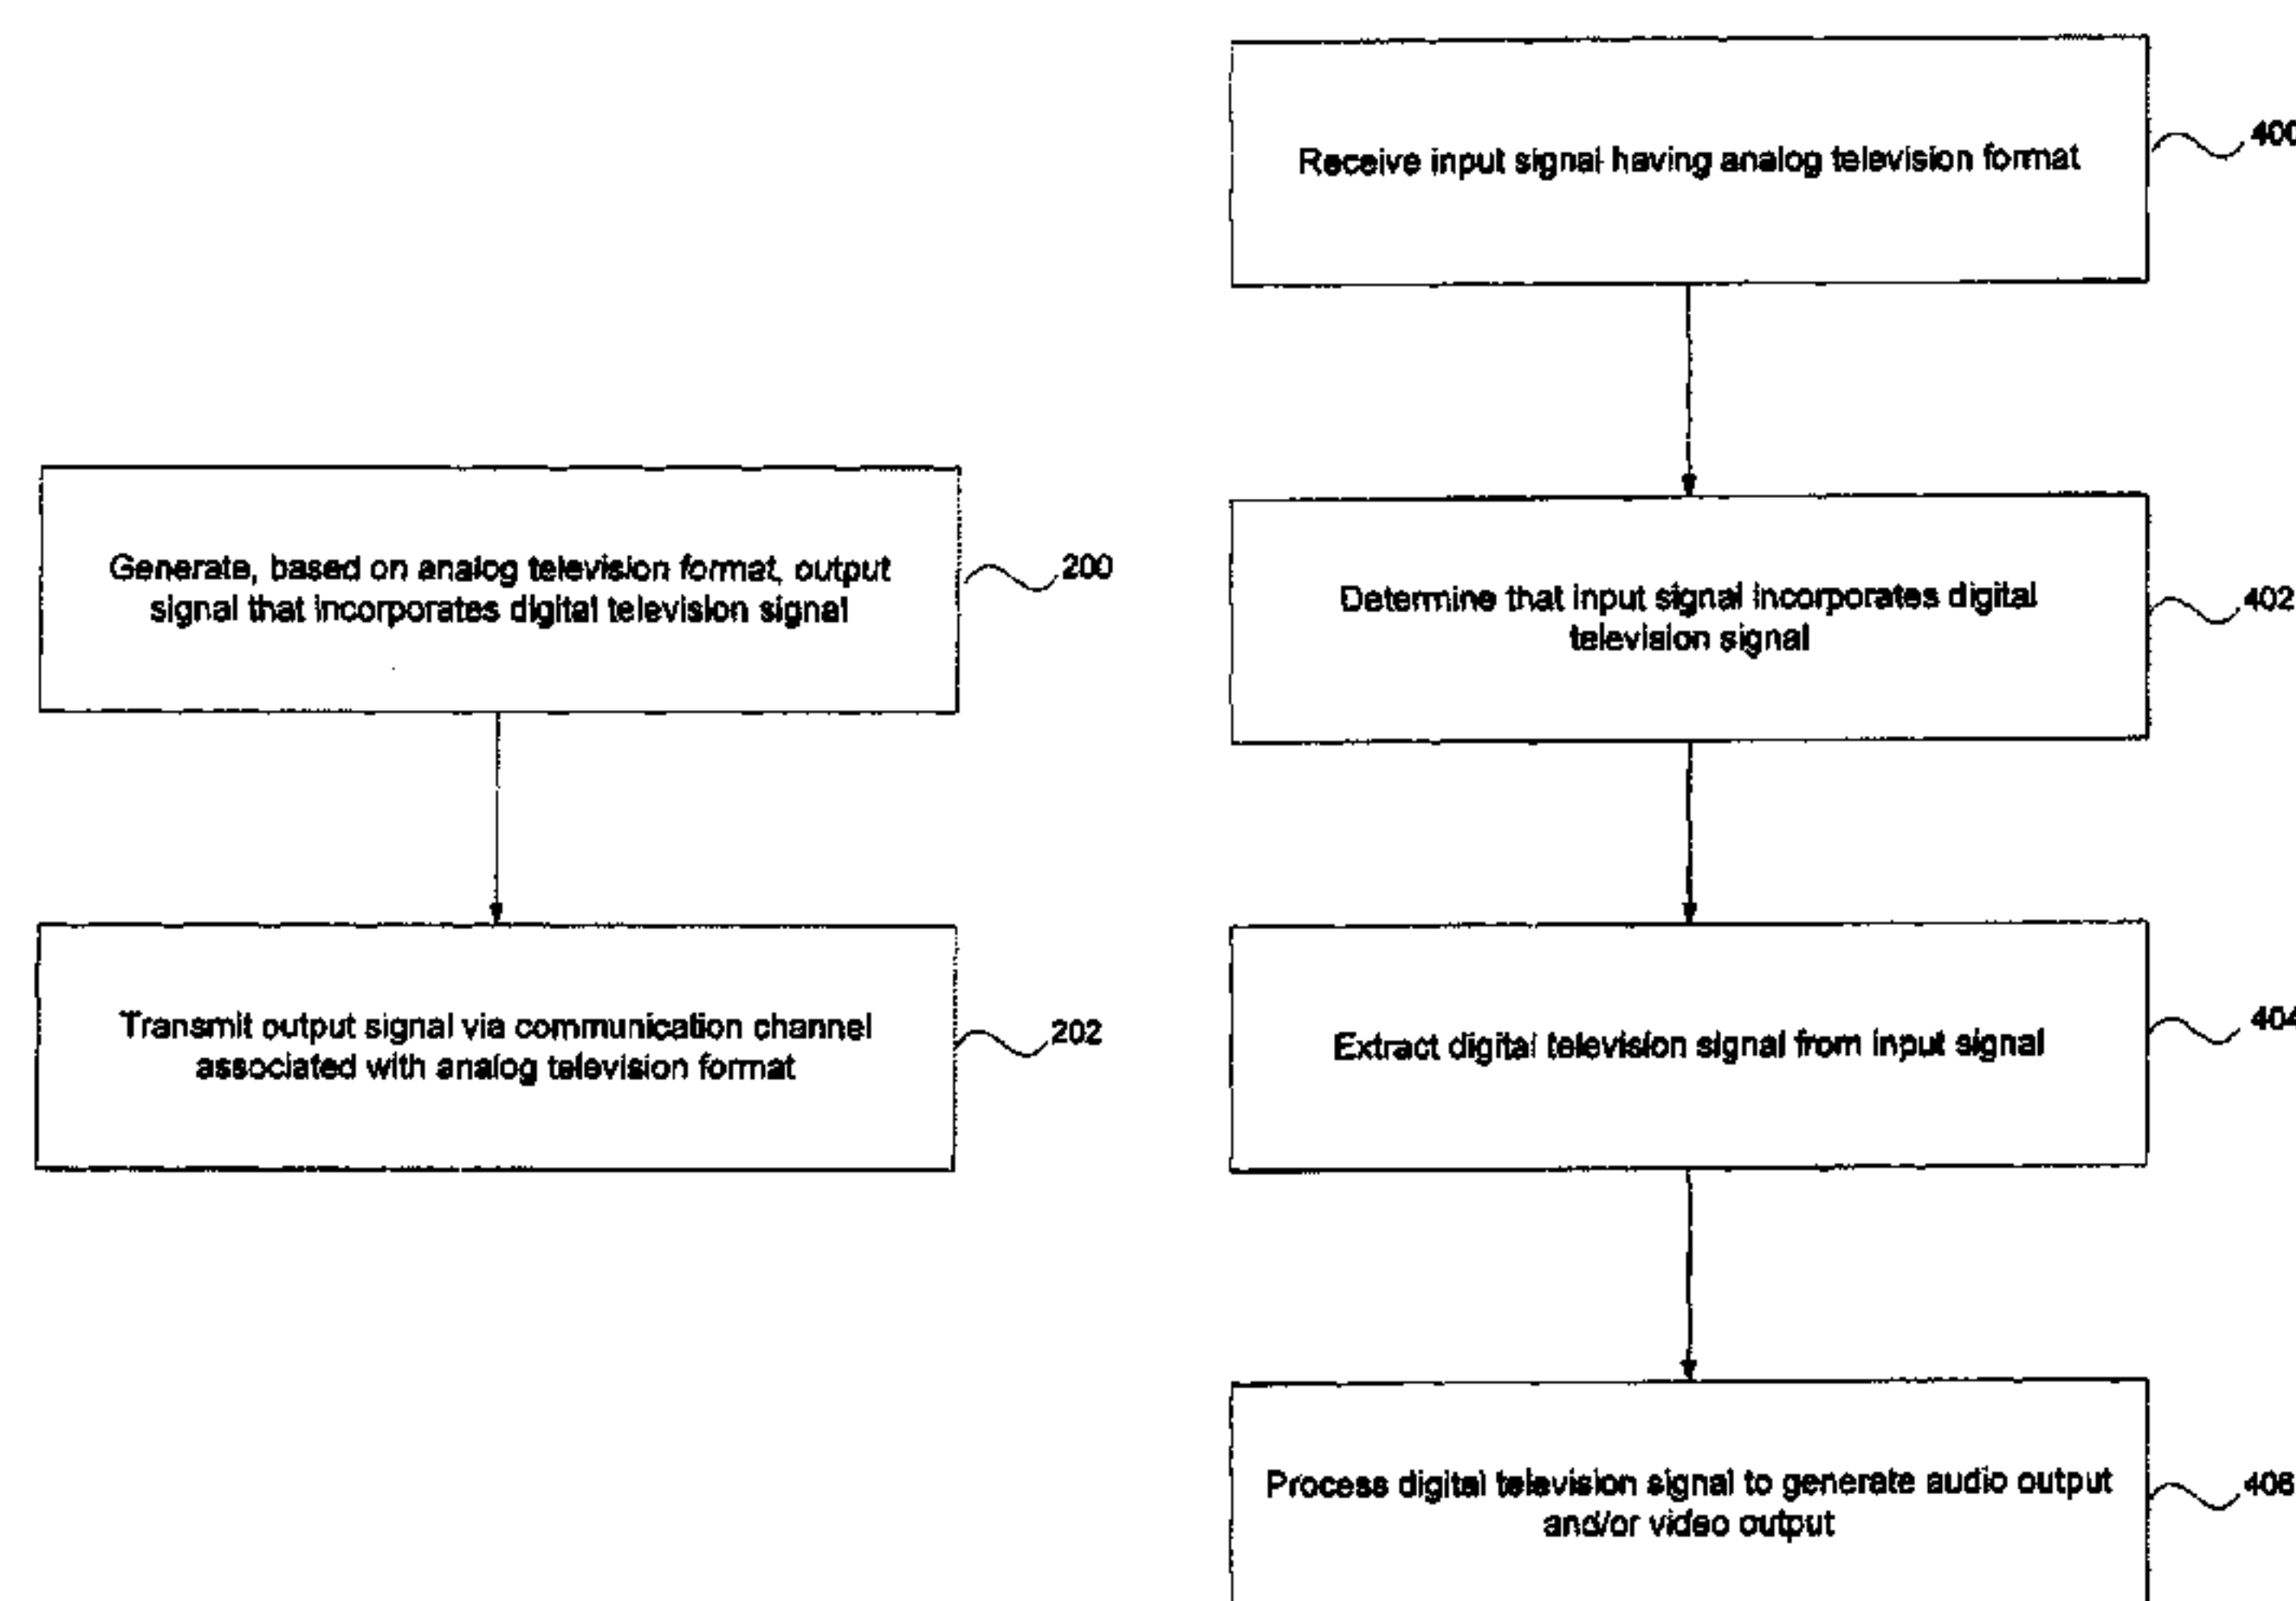 Generate, based on analog television format, output
signal that incorporates digital television signal
200
Transmit output signal via communication channel
associated with analog television format
202
Receive input signal having analog television format
400
Determine that input signal incorporates digital
television signal
402
Extract digital television signal from input signal
404
Process digital television signal to generate audio output
and/or video output
406